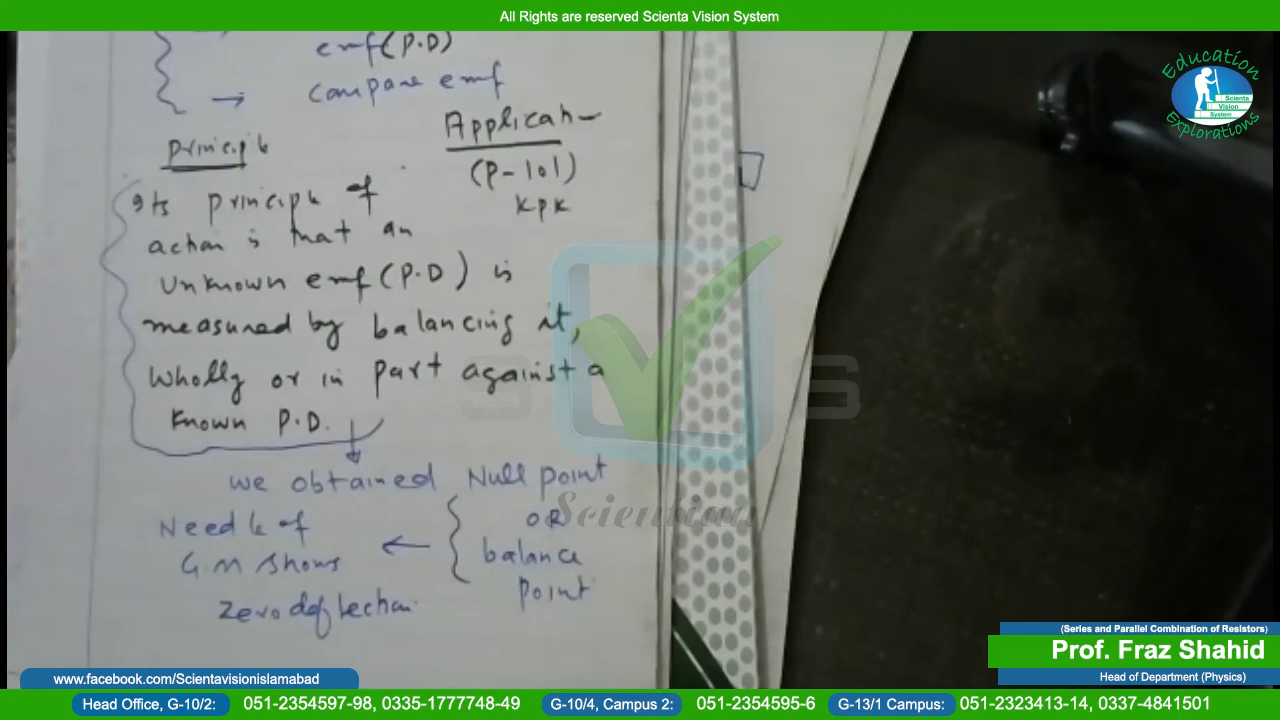 All Rights are reserved Scienta Vision System
Education
Scienta
Vision
System
Explorations
emf (P.D)
→ compare emf
Applicatn
(P-101)
KPK
Its principle of
action is that an
unknown emf (P.D) is
measured by balancing it,
wholly or in part against a
known P.D.
we obtained Null point
OR
balance
point
←
Needle of
G.M shows
zero deflection
S S
(Series and Parallel Combination of Resistors)
Prof. Fraz Shahid
Head of Department (Physics)
www.facebook.com/Scientavisionislamabad
Head Office, G-10/2: 051-2354597-98, 0335-1777748-49 G-10/4, Campus 2: 051-2354595-6 G-13/1 Campus: 051-2323413-14, 0337-4841501